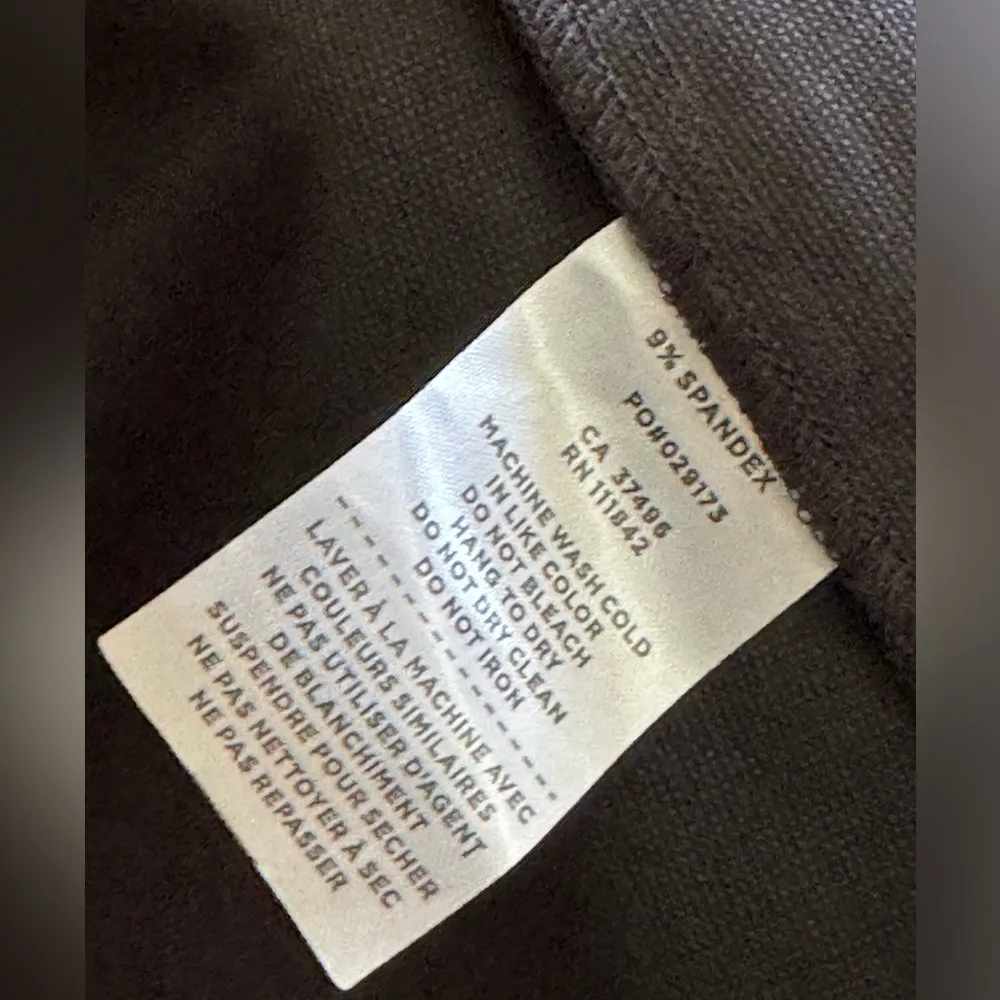 9% SPANDEX
PO#029173
CA 37496
RN 111842
MACHINE WASH COLD
IN LIKE COLOR
DO NOT BLEACH
HANG TO DRY
DO NOT DRY CLEAN
DO NOT IRON
LAVER À LA MACHINE AVEC
COULEURS SIMILAIRES
NE PAS UTILISER D'AGENT
DE BLANCHIMENT
SUSPENDRE POUR SECHER
NE PAS NETTOYER À SEC
NE PAS REPASSER